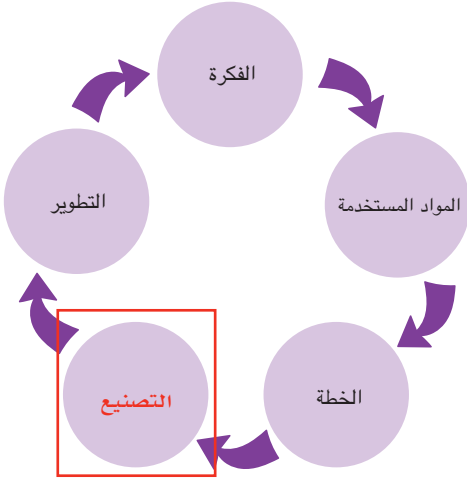 الفكرة
المواد المستخدمة
الخطة
التصنيع
التطوير